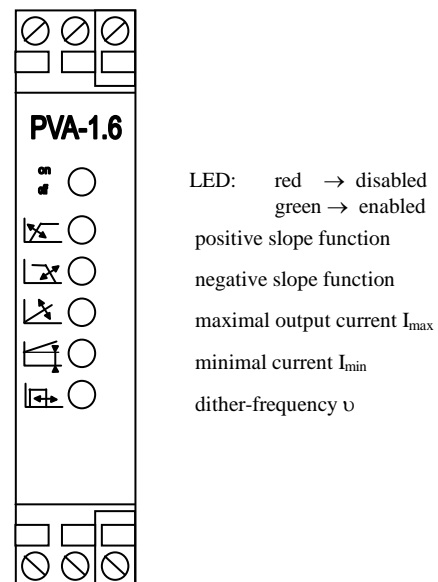 PVA-1.6
on
off
LED: red → disabled
green → enabled
positive slope function
negative slope function
maximal output current Imax
minimal current Imin
dither-frequency υ